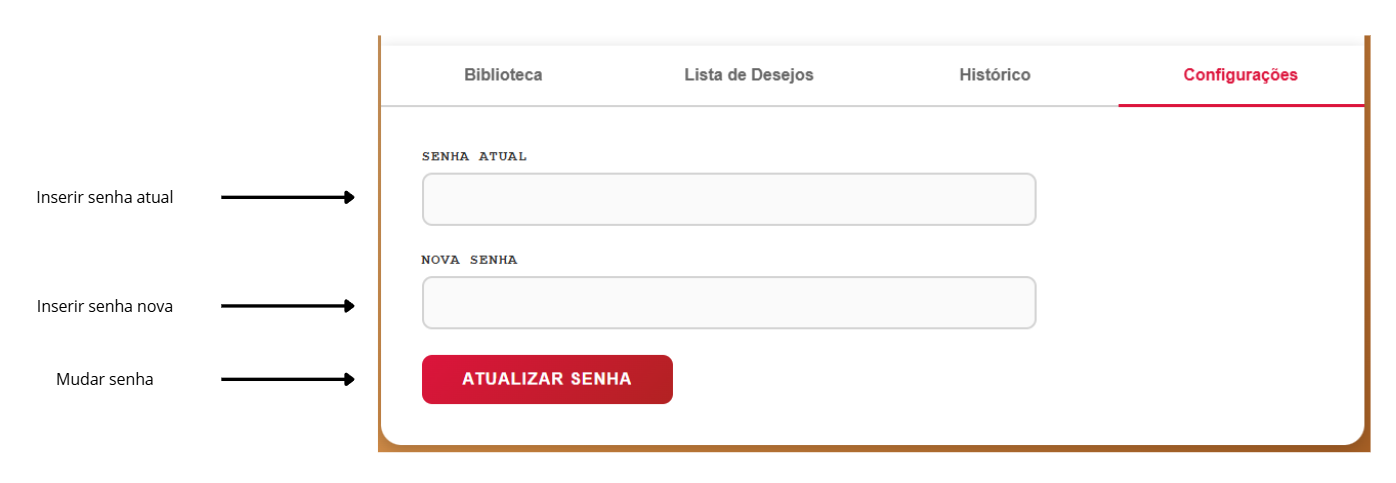 Biblioteca Lista de Desejos Histórico Configurações
SENHA ATUAL
Inserir senha atual
NOVA SENHA
Inserir senha nova
Mudar senha
ATUALIZAR SENHA